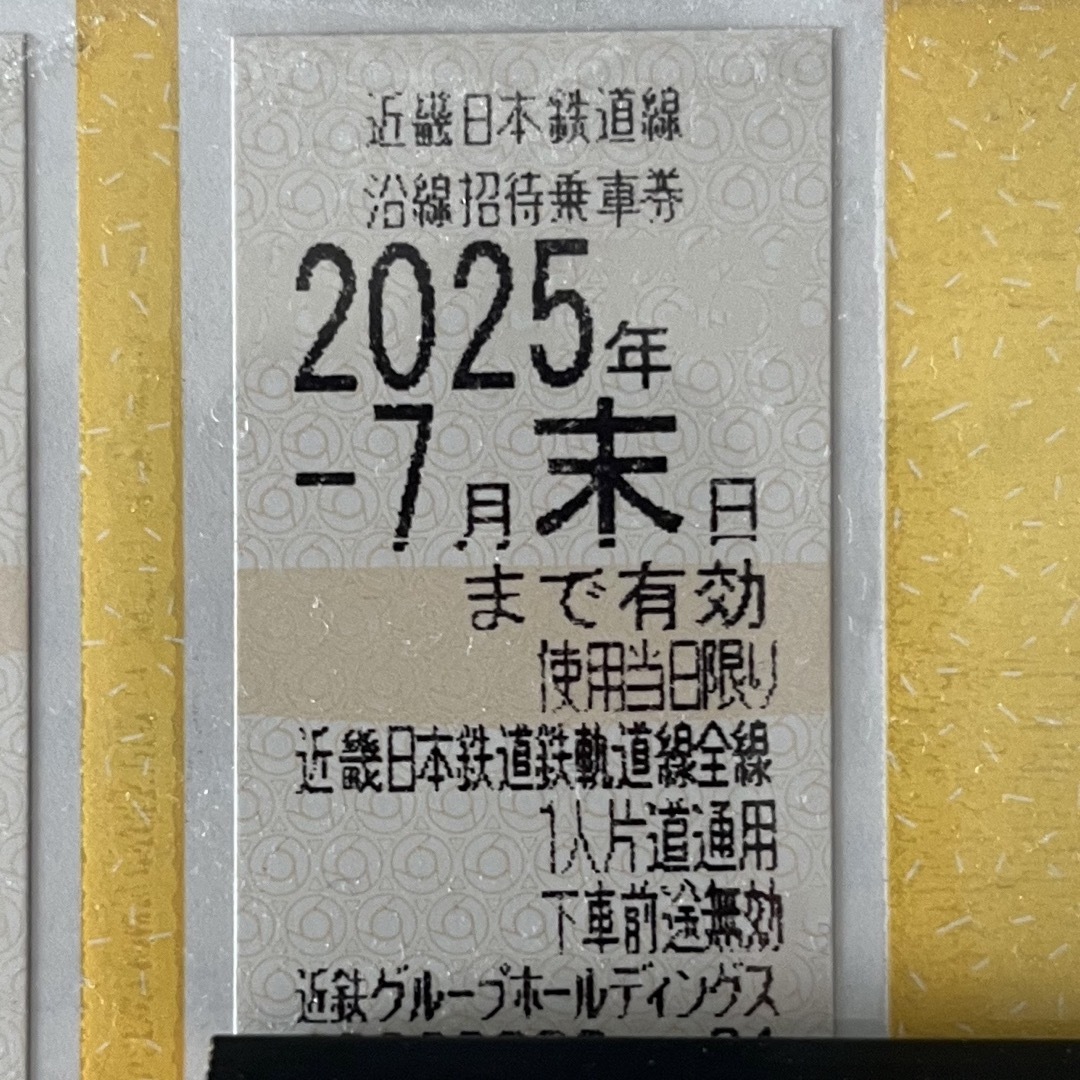 近畿日本鉄道線
沿線招待乗車券
2025年
-7月末日
まで有効
使用当日限り
近畿日本鉄道鉄軌道線全線
1人片道通用
下車前途無効
近鉄グループホールディングス